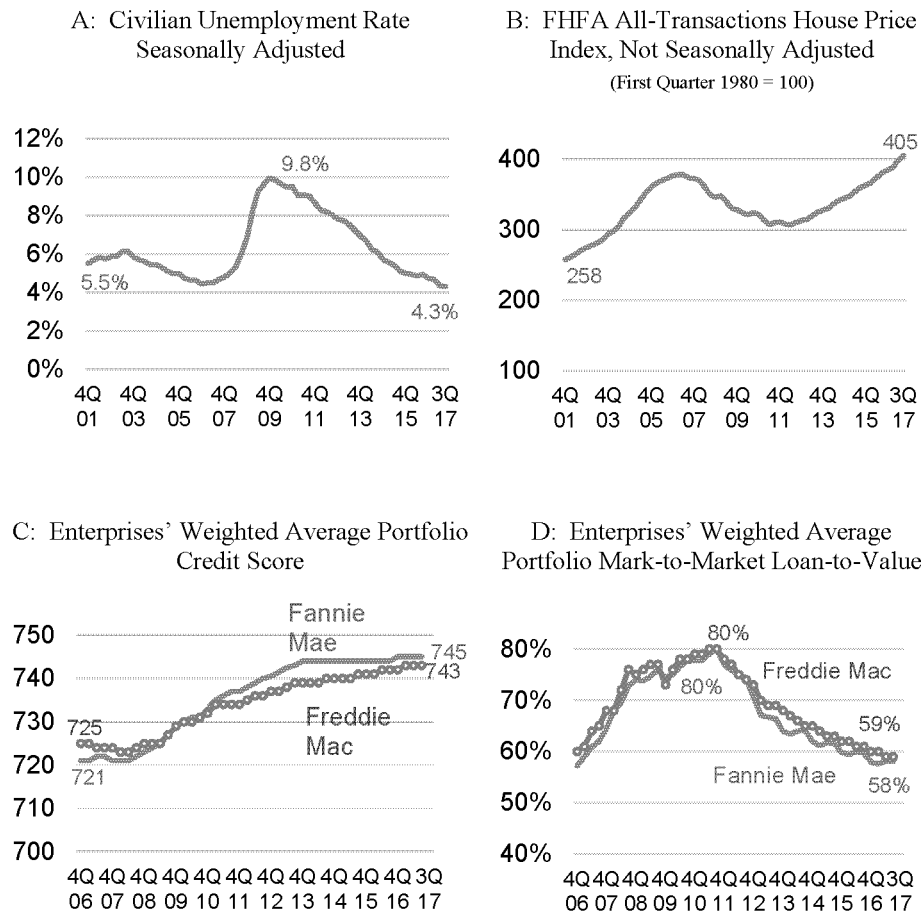 A: Civilian Unemployment Rate
Seasonally Adjusted
12%
10%
8%
6%
4%
2%
0%
9.8%
5.5%
4.3%
4Q 4Q 4Q 4Q 4Q 4Q 4Q 4Q 3Q
01 03 05 07 09 11 13 15 17
B: FHFA All-Transactions House Price
Index, Not Seasonally Adjusted
(First Quarter 1980 = 100)
400
300
200
100
405
258
4Q 4Q 4Q 4Q 4Q 4Q 4Q 4Q 3Q
01 03 05 07 09 11 13 15 17
C: Enterprises’ Weighted Average Portfolio
Credit Score
750
740
730
720
710
700
Fannie
Mae
745
743
725
721
Freddie
Mac
4Q 4Q 4Q 4Q 4Q 4Q 4Q 4Q 4Q 4Q 4Q 3Q
06 07 08 09 10 11 12 13 14 15 16 17
D: Enterprises’ Weighted Average
Portfolio Mark-to-Market Loan-to-Value
80%
70%
60%
50%
40%
80%
Freddie Mac
80%
59%
Fannie Mae
58%
4Q 4Q 4Q 4Q 4Q 4Q 4Q 4Q 4Q 4Q 4Q 3Q
06 07 08 09 10 11 12 13 14 15 16 17